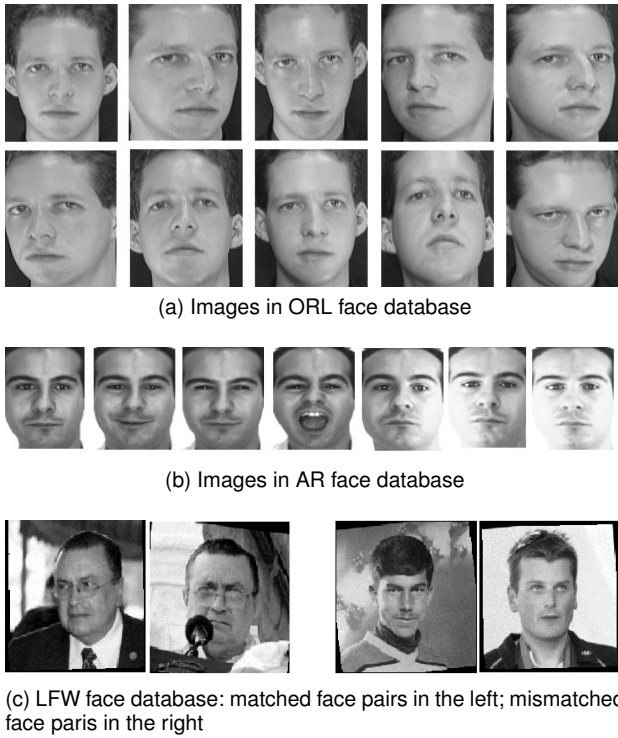 (a) Images in ORL face database
(b) Images in AR face database
(c) LFW face database: matched face pairs in the left; mismatched
face paris in the right